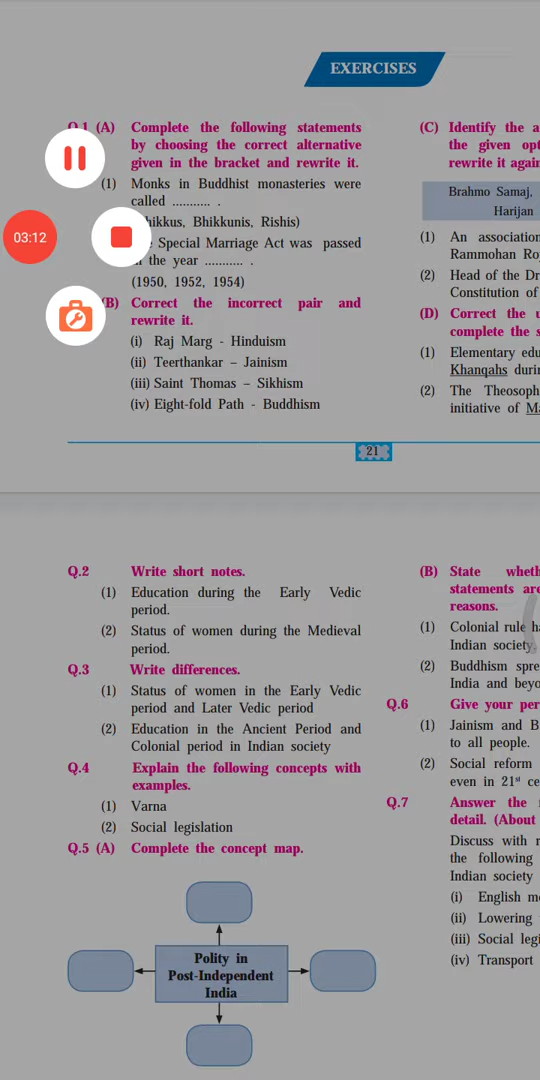 EXERCISES
Q.1 (A) Complete the following statements
by choosing the correct alternative
given in the bracket and rewrite it.
(1) Monks in Buddhist monasteries were
called ........... .
hikkus, Bhikkunis, Rishis)
Special Marriage Act was passed
the year ........... .
(1950, 1952, 1954)
(B) Correct the incorrect pair and
rewrite it.
(i) Raj Marg - Hinduism
(ii) Teerthankar – Jainism
(iii) Saint Thomas – Sikhism
(iv) Eight-fold Path - Buddhism
(C) Identify the a
the given opt
rewrite it again
Brahmo Samaj,
Harijan
(1) An association
Rammohan Ro
(2) Head of the Dr
Constitution of
(D) Correct the u
complete the s
(1) Elementary edu
Khanqahs durin
(2) The Theosoph
initiative of Ma
03:12
21
Q.2 Write short notes.
(1) Education during the Early Vedic
period.
(2) Status of women during the Medieval
period.
Q.3 Write differences.
(1) Status of women in the Early Vedic
period and Later Vedic period
(2) Education in the Ancient Period and
Colonial period in Indian society
Q.4 Explain the following concepts with
examples.
(1) Varna
(2) Social legislation
Q.5 (A) Complete the concept map.
Polity in
Post-Independent
India
(B) State wheth
statements are
reasons.
(1) Colonial rule ha
Indian society.
(2) Buddhism spre
India and beyo
Q.6 Give your per
(1) Jainism and B
to all people.
(2) Social reform
even in 21st ce
Q.7 Answer the
detail. (About
Discuss with r
the following
Indian society
(i) English me
(ii) Lowering
(iii) Social legi
(iv) Transport